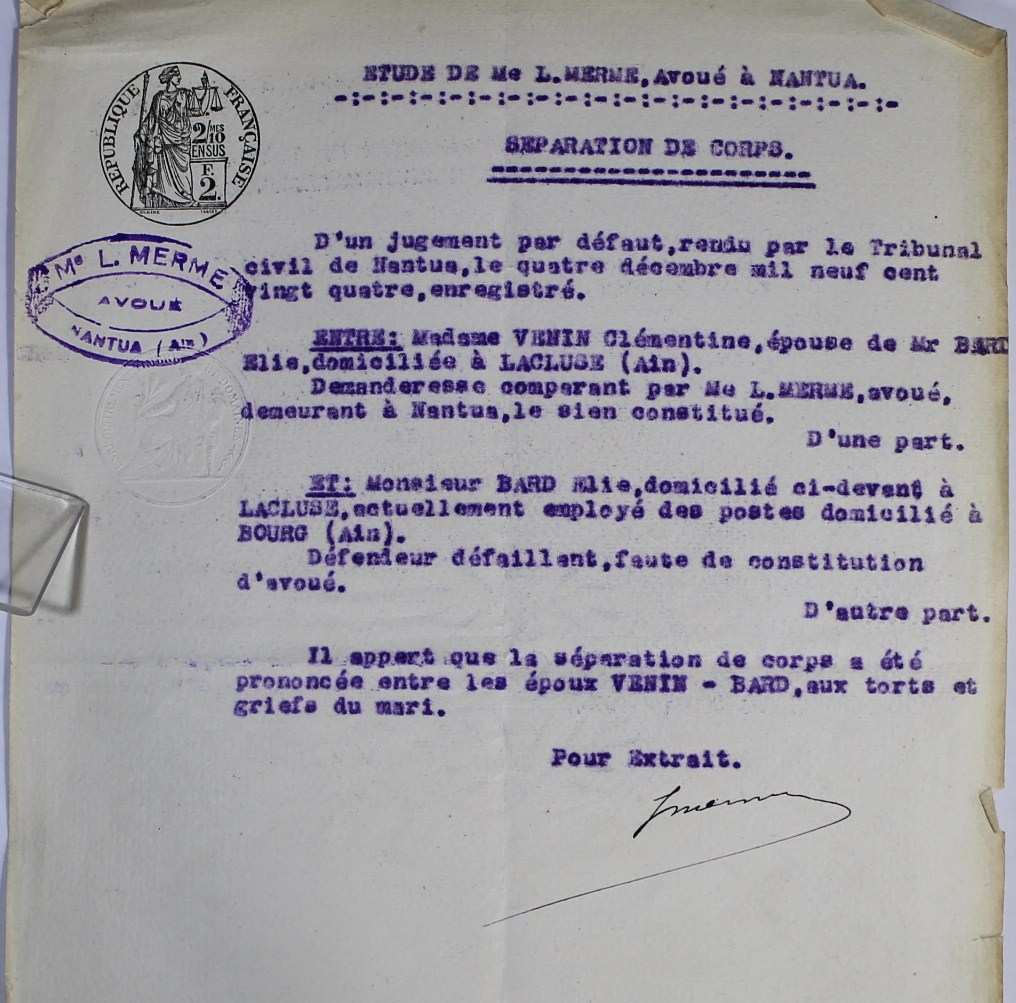 ETUDE DE Me L.MERME,Avoué à NANTUA.
-:-:-:-:-:-:-:-:-:-:-:-:-:-:-:-:-:-:-:-:-:-:-:-
SEPARATION DE CORPS.
REPUBLIQUE FRANÇAISE
2/MES
10
EN SUS
F.
2.
D'un jugement par défaut,rendu par le Tribunal
civil de Nantua,le quatre décembre mil neuf cent
vingt quatre,enregistré.
Me L. MERME
AVOUÉ
NANTUA (Ain)
ENTRE: Madame VENIN Clémentine,épouse de Mr BARD
Elie,domiciliée à LACLUSE (Ain).
Demanderesse comparant par Me L.MERME,avoué,
demeurant à Nantua,le sien constitué.
D'une part.
ET: Monsieur BARD Elie,domicilié ci-devant à
LACLUSE,actuellement employé des postes domicilié à
BOURG (Ain).
Défendeur défaillant,faute de constitution
d'avoué.
D'autre part.
Il appert que la séparation de corps a été
prononcée entre les époux VENIN - BARD,aux torts et
griefs du mari.
Pour Extrait.